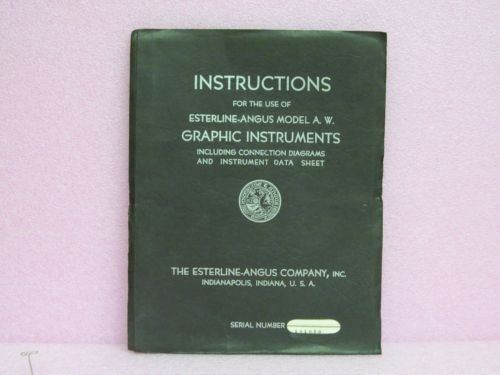 INSTRUCTIONS
FOR THE USE OF
ESTERLINE-ANGUS MODEL A. W.
GRAPHIC INSTRUMENTS
INCLUDING CONNECTION DIAGRAMS
AND INSTRUMENT DATA SHEET
THE ESTERLINE-ANGUS COMPANY, INC.
INDIANAPOLIS, INDIANA, U. S. A.
SERIAL NUMBER